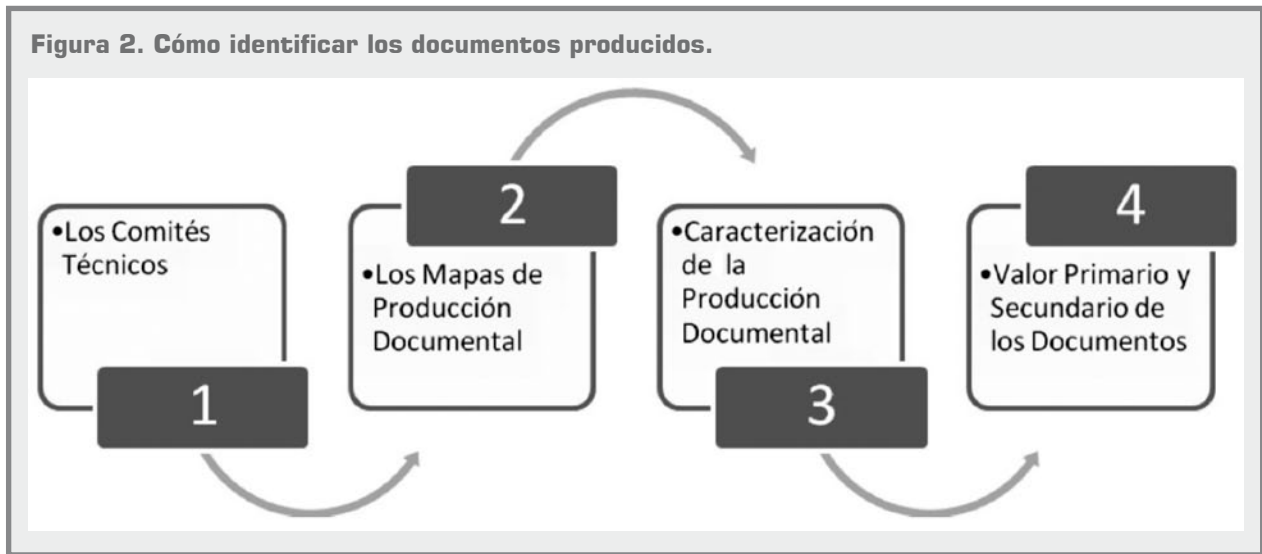 Figura 2. Cómo identificar los documentos producidos.
•Los Comités
Técnicos
1
2
•Los Mapas de
Producción
Documental
•Caracterización
de la
Producción
Documental
3
4
•Valor Primario y
Secundario de
los Documentos